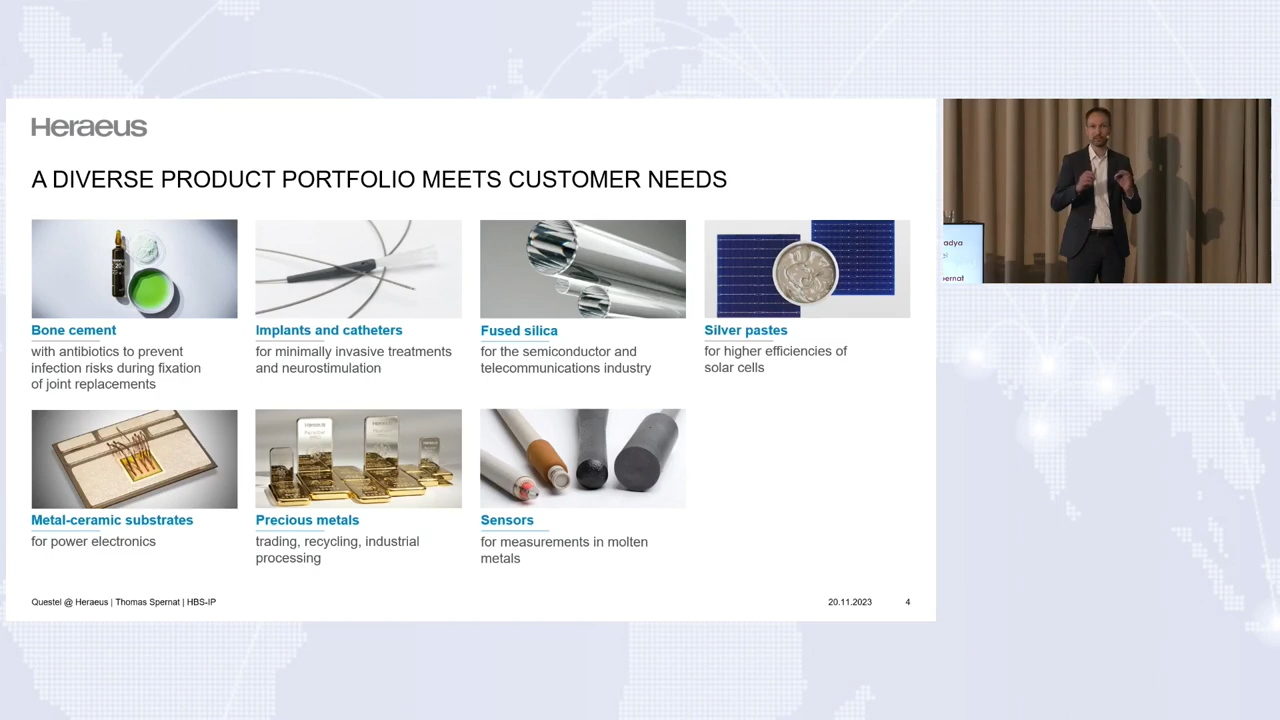 Heraeus
A DIVERSE PRODUCT PORTFOLIO MEETS CUSTOMER NEEDS
Bone cement
with antibiotics to prevent
infection risks during fixation
of joint replacements
Implants and catheters
for minimally invasive treatments
and neurostimulation
Fused silica
for the semiconductor and
telecommunications industry
Silver pastes
for higher efficiencies of
solar cells
Metal-ceramic substrates
for power electronics
Precious metals
trading, recycling, industrial
processing
Sensors
for measurements in molten
metals
Questel @ Heraeus | Thomas Spernat | HBS-IP
20.11.2023
4
adya
ernat